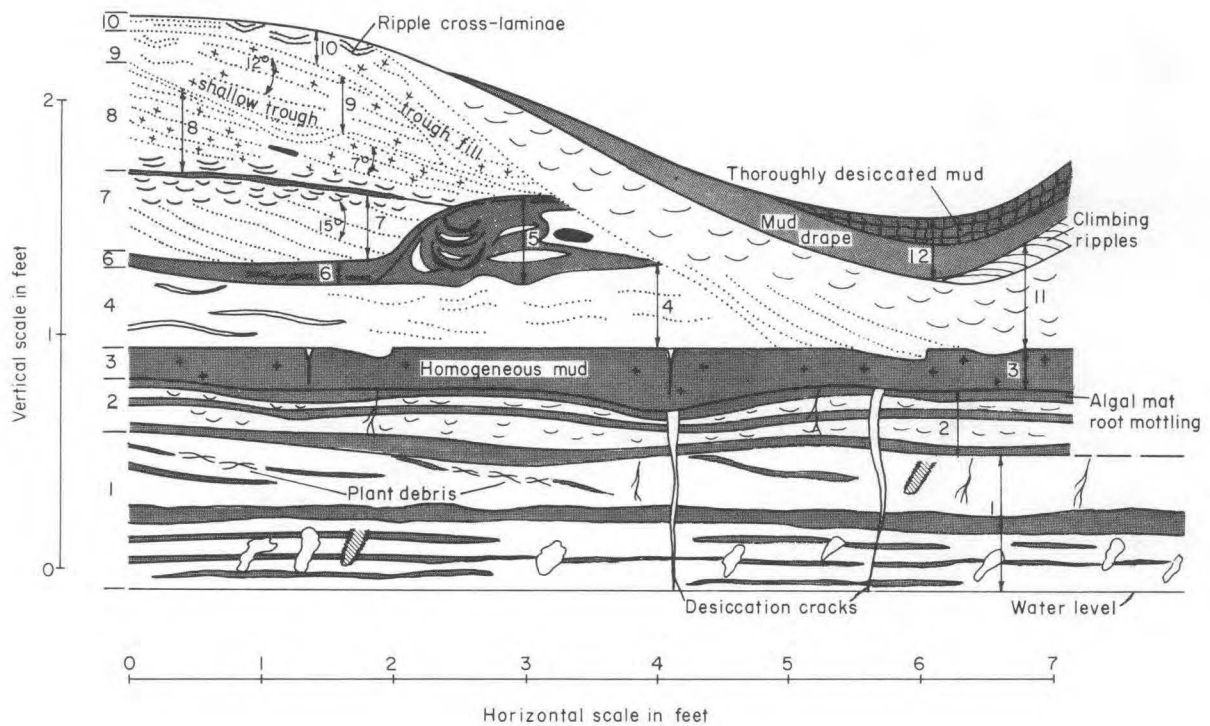 10
Ripple cross-laminae
10
9
12°
shallow trough
9
trough fill
2
8
8
7°
Thoroughly desiccated mud
7
15°
7
Mud
drape
Climbing
ripples
5
12
6
6
11
4
4
1
3
Homogeneous mud
3
2
2
Algal mat
root mottling
1
Plant debris
1
0
Desiccation cracks
Water level
Vertical scale in feet
0 1 2 3 4 5 6 7
Horizontal scale in feet